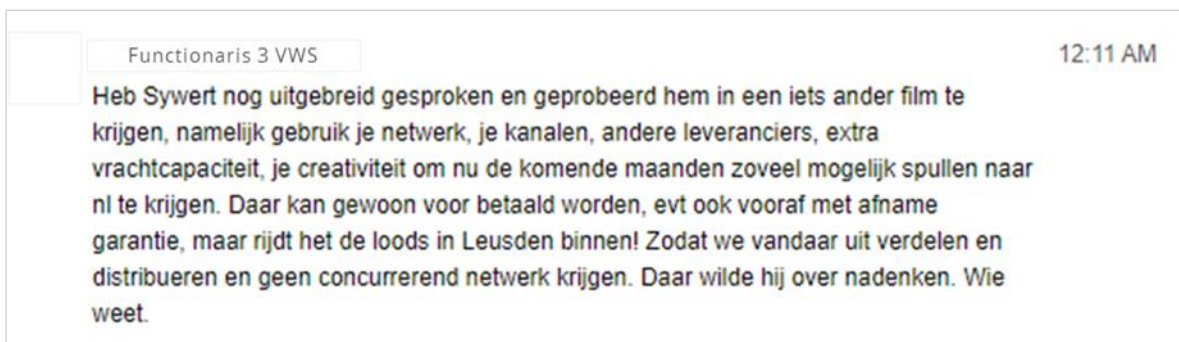 Functionaris 3 VWS
12:11 AM
Heb Sywert nog uitgebreid gesproken en geprobeerd hem in een iets ander film te
krijgen, namelijk gebruik je netwerk, je kanalen, andere leveranciers, extra
vrachtcapaciteit, je creativiteit om nu de komende maanden zoveel mogelijk spullen naar
nl te krijgen. Daar kan gewoon voor betaald worden, evt ook vooraf met afname
garantie, maar rijdt het de loods in Leusden binnen! Zodat we vandaar uit verdelen en
distribueren en geen concurrerend netwerk krijgen. Daar wilde hij over nadenken. Wie
weet.